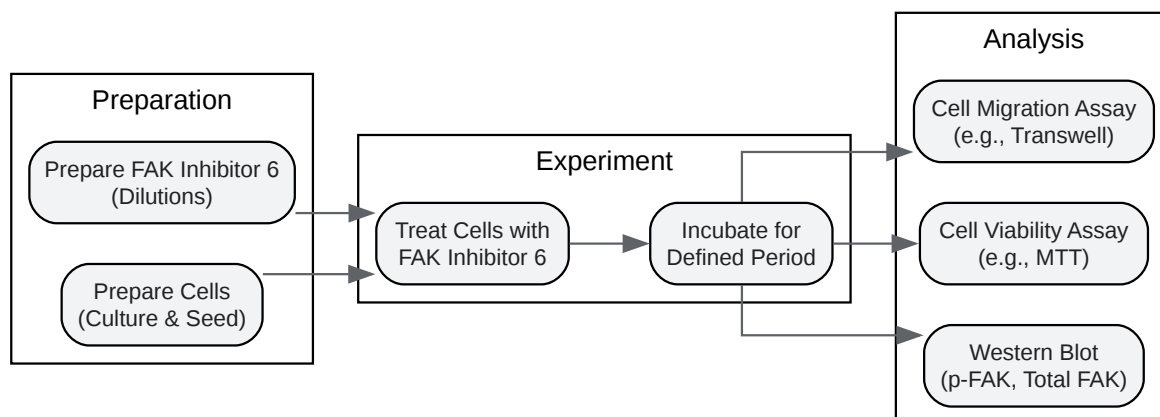 Preparation
Prepare FAK Inhibitor 6
(Dilutions)
Prepare Cells
(Culture & Seed)
Experiment
Treat Cells with
FAK Inhibitor 6
Incubate for
Defined Period
Analysis
Cell Migration Assay
(e.g., Transwell)
Cell Viability Assay
(e.g., MTT)
Western Blot
(p-FAK, Total FAK)